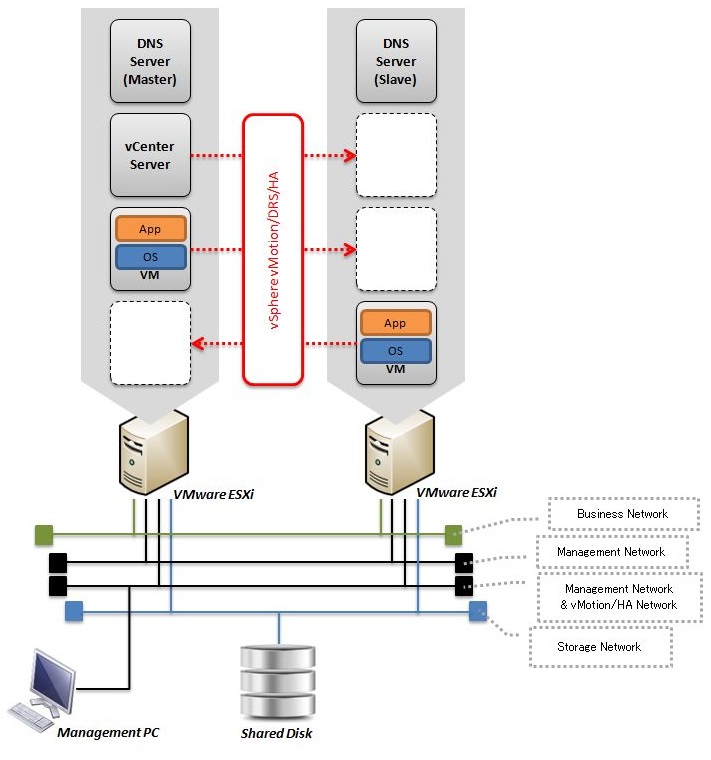 DNS
Server
(Master)
DNS
Server
(Slave)
vCenter
Server
vSphere vMotion/DRS/HA
App
OS
VM
App
OS
VM
VMware ESXi
VMware ESXi
Business Network
Management Network
Management Network
& vMotion/HA Network
Storage Network
Management PC
Shared Disk